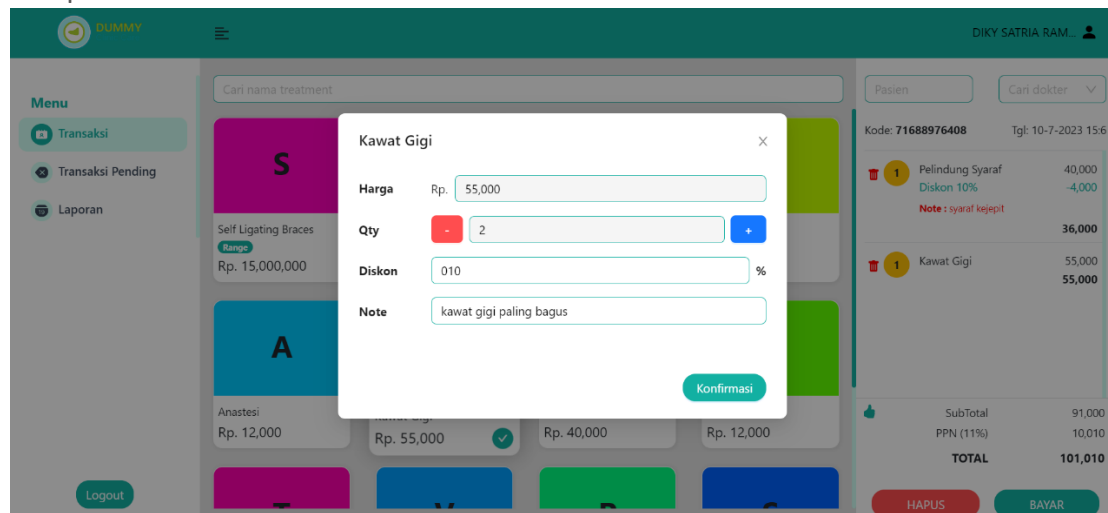 DUMMY
DIKY SATRIA RAM...
Menu
Transaksi
Transaksi Pending
Laporan
Logout
Cari nama treatment
S
Self Ligating Braces
Range
Rp. 15,000,000
A
Anastesi
Rp. 12,000
Rp. 55,000
Rp. 40,000
Rp. 12,000
Kawat Gigi
Harga
Rp. 55,000
Qty
- 2 +
Diskon
010 %
Note
kawat gigi paling bagus
Konfirmasi
Pasien
Cari dokter
Kode: 71688976408 Tgl: 10-7-2023 15:6
1 Pelindung Syaraf 40,000
Diskon 10% -4,000
Note : syaraf kejepit
36,000
1 Kawat Gigi 55,000
55,000
SubTotal 91,000
PPN (11%) 10,010
TOTAL 101,010
HAPUS
BAYAR